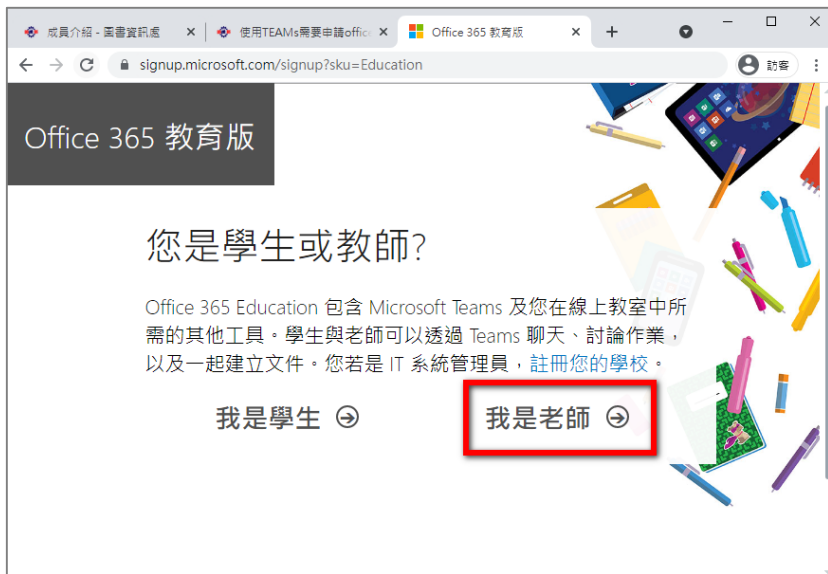 成員介紹 - 圖書資訊處
使用TEAMs需要申請offic
Office 365 教育版
signup.microsoft.com/signup?sku=Education
訪客
Office 365 教育版
您是學生或教師?
Office 365 Education 包含 Microsoft Teams 及您在線上教室中所
需的其他工具。學生與老師可以透過 Teams 聊天、討論作業，
以及一起建立文件。您若是 IT 系統管理員，註冊您的學校。
我是學生
我是老師